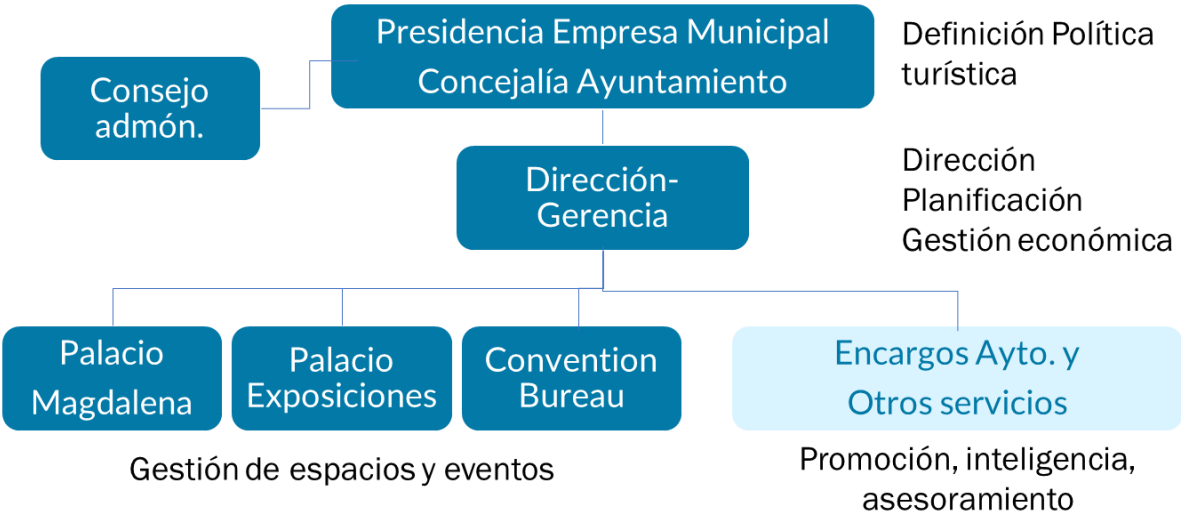 Presidencia Empresa Municipal
Concejalía Ayuntamiento
Definición Política
turística
Consejo
admón.
Dirección-
Gerencia
Dirección
Planificación
Gestión económica
Palacio
Magdalena
Palacio
Exposiciones
Convention
Bureau
Encargos Ayto. y
Otros servicios
Gestión de espacios y eventos
Promoción, inteligencia,
asesoramiento